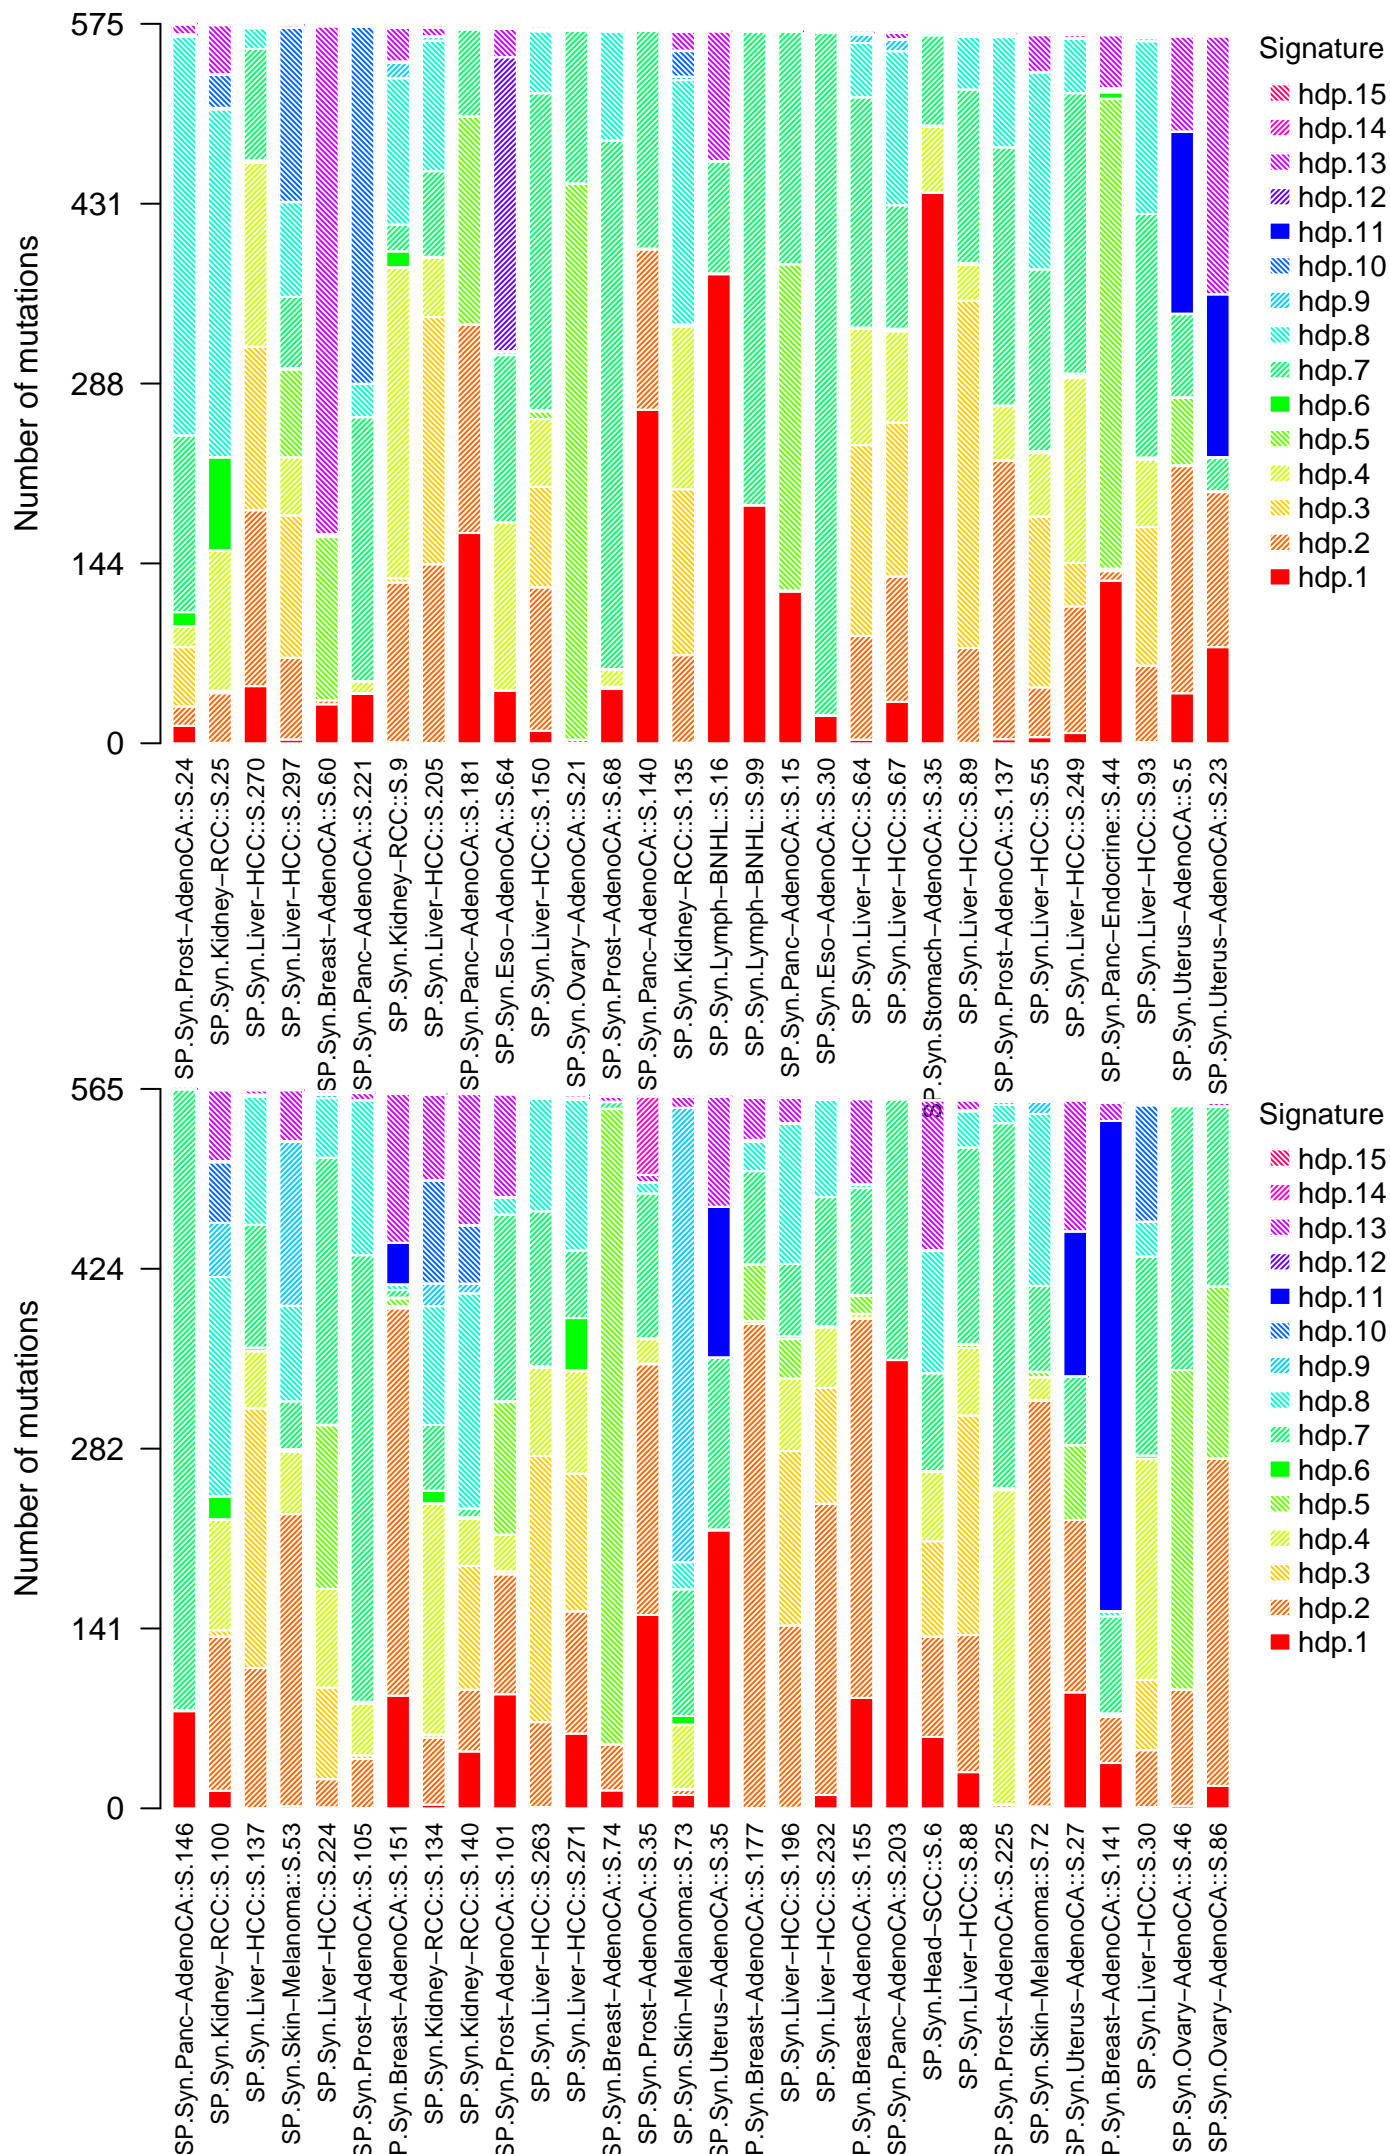 Number of mutations
575
431
288
144
0
Signature
hdp.15
hdp.14
hdp.13
hdp.12
hdp.11
hdp.10
hdp.9
hdp.8
hdp.7
hdp.6
hdp.5
hdp.4
hdp.3
hdp.2
hdp.1
SP.Syn.Prost−AdenoCA::S.24
SP.Syn.Kidney−RCC::S.25
SP.Syn.Liver−HCC::S.270
SP.Syn.Liver−HCC::S.297
SP.Syn.Breast−AdenoCA::S.60
SP.Syn.Panc−AdenoCA::S.221
SP.Syn.Kidney−RCC::S.9
SP.Syn.Liver−HCC::S.205
SP.Syn.Panc−AdenoCA::S.181
SP.Syn.Eso−AdenoCA::S.64
SP.Syn.Liver−HCC::S.150
SP.Syn.Ovary−AdenoCA::S.21
SP.Syn.Prost−AdenoCA::S.68
SP.Syn.Panc−AdenoCA::S.140
SP.Syn.Kidney−RCC::S.135
SP.Syn.Lymph−BNHL::S.16
SP.Syn.Lymph−BNHL::S.99
SP.Syn.Panc−AdenoCA::S.15
SP.Syn.Eso−AdenoCA::S.30
SP.Syn.Liver−HCC::S.64
SP.Syn.Liver−HCC::S.67
SP.Syn.Stomach−AdenoCA::S.35
SP.Syn.Liver−HCC::S.89
SP.Syn.Prost−AdenoCA::S.137
SP.Syn.Liver−HCC::S.55
SP.Syn.Liver−HCC::S.249
SP.Syn.Panc−Endocrine::S.44
SP.Syn.Liver−HCC::S.93
SP.Syn.Uterus−AdenoCA::S.5
SP.Syn.Uterus−AdenoCA::S.23
Number of mutations
565
424
282
141
0
Signature
hdp.15
hdp.14
hdp.13
hdp.12
hdp.11
hdp.10
hdp.9
hdp.8
hdp.7
hdp.6
hdp.5
hdp.4
hdp.3
hdp.2
hdp.1
SP.Syn.Panc−AdenoCA::S.146
SP.Syn.Kidney−RCC::S.100
SP.Syn.Liver−HCC::S.137
SP.Syn.Skin−Melanoma::S.53
SP.Syn.Liver−HCC::S.224
SP.Syn.Prost−AdenoCA::S.105
P.Syn.Breast−AdenoCA::S.151
SP.Syn.Kidney−RCC::S.134
SP.Syn.Kidney−RCC::S.140
SP.Syn.Prost−AdenoCA::S.101
SP.Syn.Liver−HCC::S.263
SP.Syn.Liver−HCC::S.271
SP.Syn.Breast−AdenoCA::S.74
SP.Syn.Prost−AdenoCA::S.35
SP.Syn.Skin−Melanoma::S.73
SP.Syn.Uterus−AdenoCA::S.35
P.Syn.Breast−AdenoCA::S.177
SP.Syn.Liver−HCC::S.196
SP.Syn.Liver−HCC::S.232
P.Syn.Breast−AdenoCA::S.155
SP.Syn.Panc−AdenoCA::S.203
SP.Syn.Head−SCC::S.6
SP.Syn.Liver−HCC::S.88
SP.Syn.Prost−AdenoCA::S.225
SP.Syn.Skin−Melanoma::S.72
SP.Syn.Uterus−AdenoCA::S.27
P.Syn.Breast−AdenoCA::S.141
SP.Syn.Liver−HCC::S.30
SP.Syn.Ovary−AdenoCA::S.46
SP.Syn.Ovary−AdenoCA::S.86